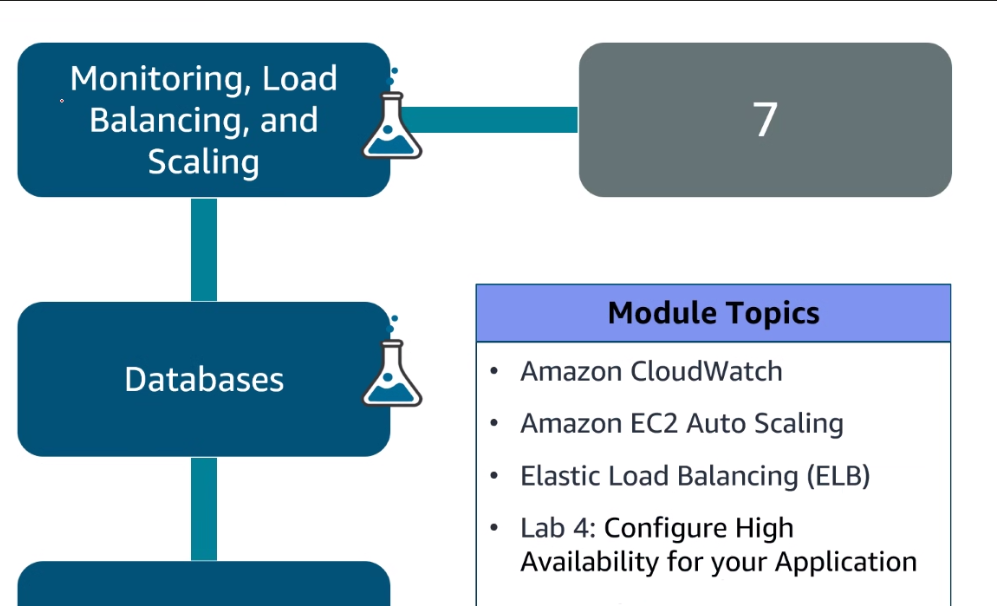 Monitoring, Load
Balancing, and
Scaling
7
Databases
Module Topics
• Amazon CloudWatch
• Amazon EC2 Auto Scaling
• Elastic Load Balancing (ELB)
• Lab 4: Configure High
Availability for your Application